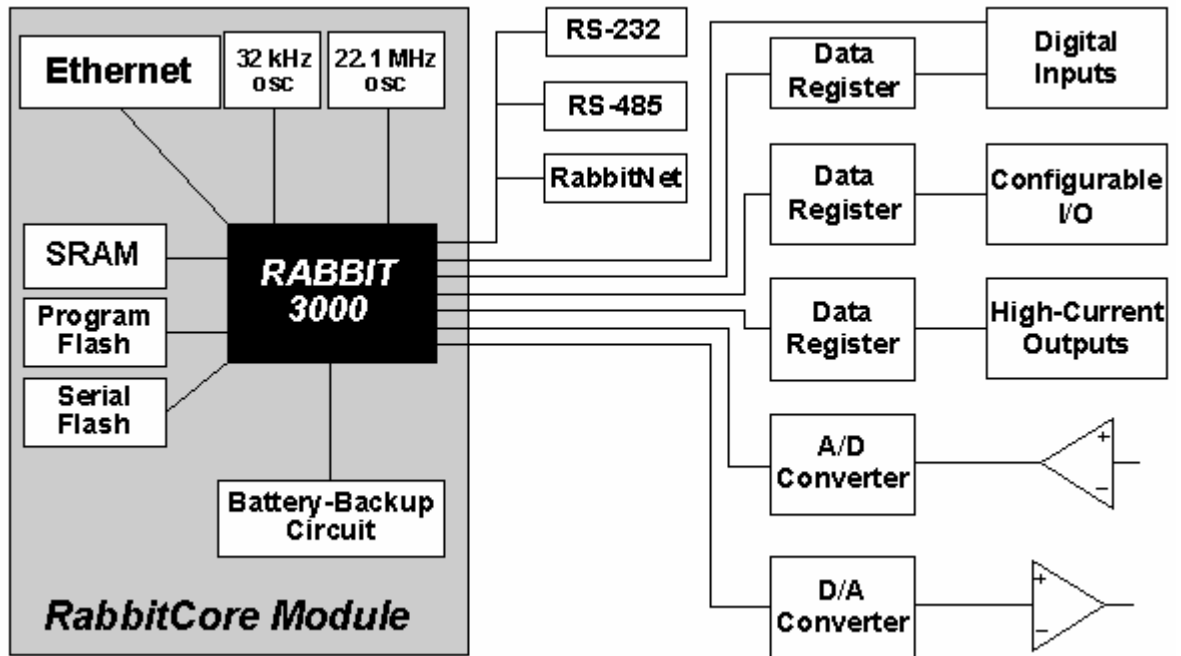 Ethernet
32 kHz
OSC
22.1 MHz
OSC
SRAM
Program
Flash
Serial
Flash
RABBIT
3000
Battery-Backup
Circuit
RabbitCore Module
RS-232
RS-485
RabbitNet
Data
Register
Digital
Inputs
Data
Register
Configurable
I/O
Data
Register
High-Current
Outputs
A/D
Converter
+
−
D/A
Converter
+
−